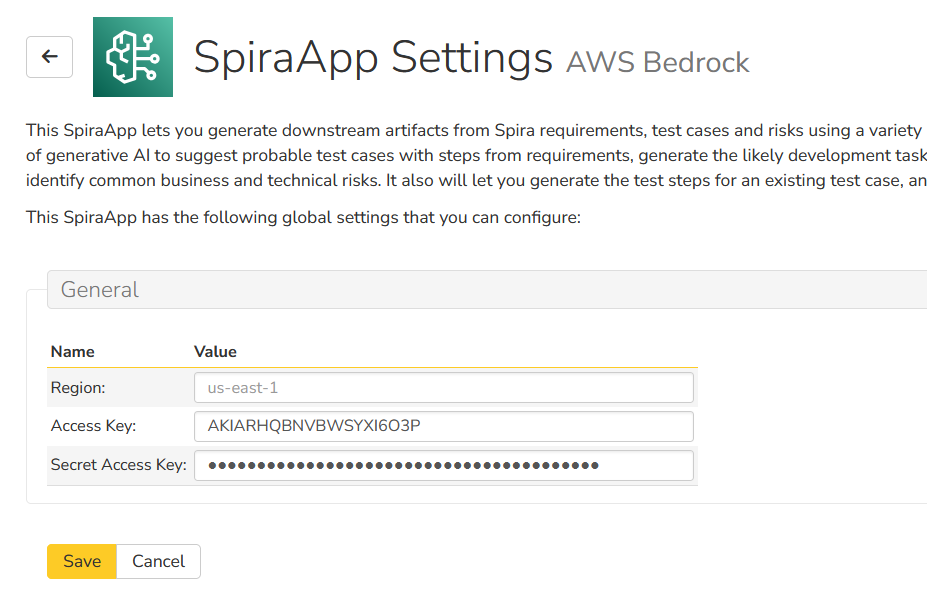 SpiraApp Settings AWS Bedrock
This SpiraApp lets you generate downstream artifacts from Spira requirements, test cases and risks using a variety
of generative AI to suggest probable test cases with steps from requirements, generate the likely development task
identify common business and technical risks. It also will let you generate the test steps for an existing test case, an
This SpiraApp has the following global settings that you can configure:
General
Name Value
Region: us-east-1
Access Key: AKIARHQBNVBWSYXI6O3P
Secret Access Key: ••••••••••••••••••••••••••••••••••••••••
Save Cancel